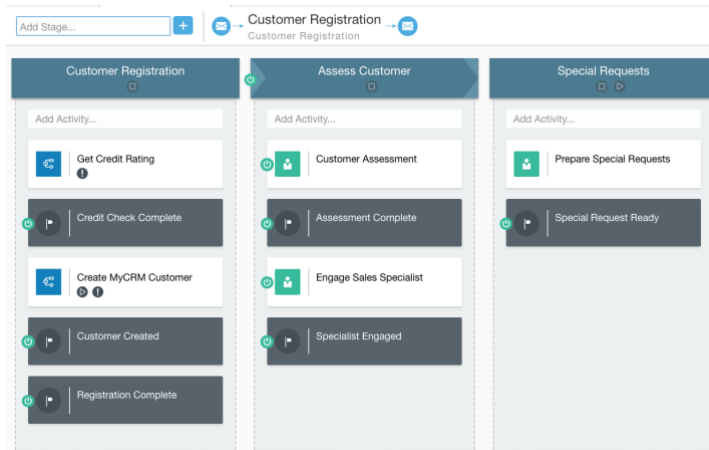 Add Stage...
Customer Registration
Customer Registration
Customer Registration
Assess Customer
Special Requests
Add Activity...
Add Activity...
Add Activity...
Get Credit Rating
Customer Assessment
Prepare Special Requests
Credit Check Complete
Assessment Complete
Special Request Ready
Create MyCRM Customer
Engage Sales Specialist
Customer Created
Specialist Engaged
Registration Complete